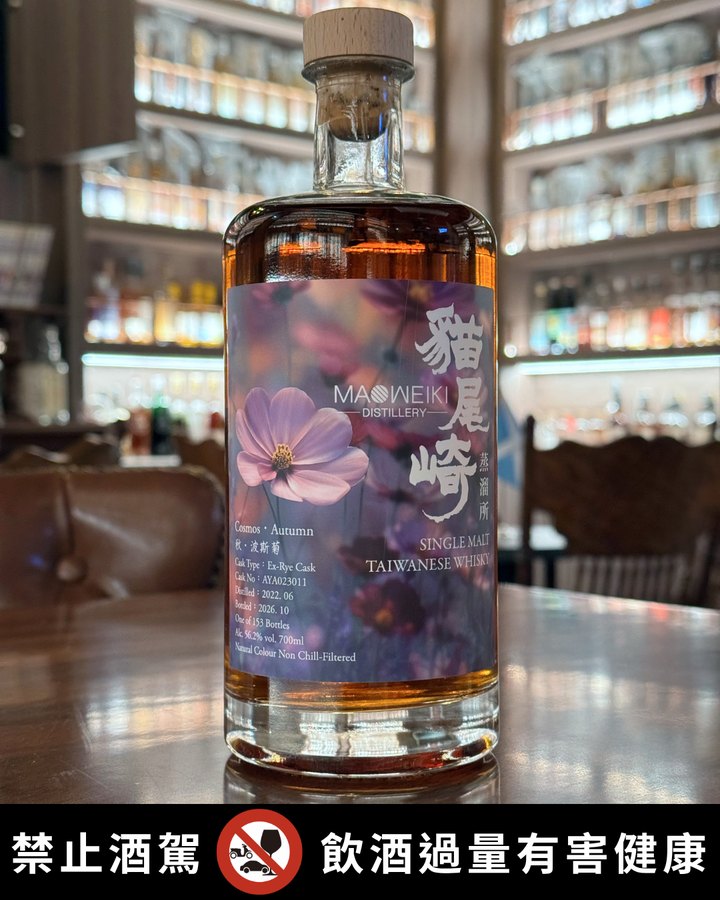 MAOWEIKI
DISTILLERY
貓尾崎
蒸溜所
SINGLE MALT
TAIWANESE WHISKY
Cosmos・Autumn
秋・波斯菊
Cask Type：Ex-Rye Cask
Cask No：AYA023011
Distilled：2022. 06
Bottled：2026. 10
One of 153 Bottles
Alc. 56.2% vol, 700ml
Natural Colour Non Chill-Filtered
禁止酒駕 飲酒過量有害健康